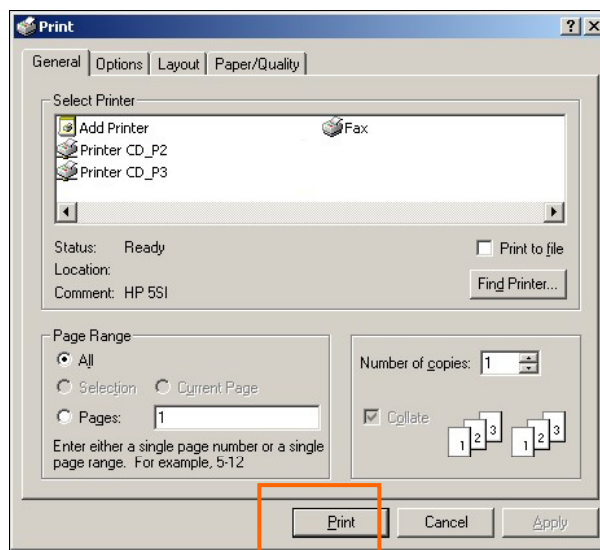 Print
General Options Layout Paper/Quality
Select Printer
Add Printer Fax
Printer CD_P2
Printer CD_P3
Status: Ready Print to file
Location:
Comment: HP 5SI Find Printer...
Page Range
All Number of copies: 1
Selection Current Page
Pages: 1 Collate
1 2 3 1 2 3
Enter either a single page number or a single
page range. For example, 5-12
Print Cancel Apply